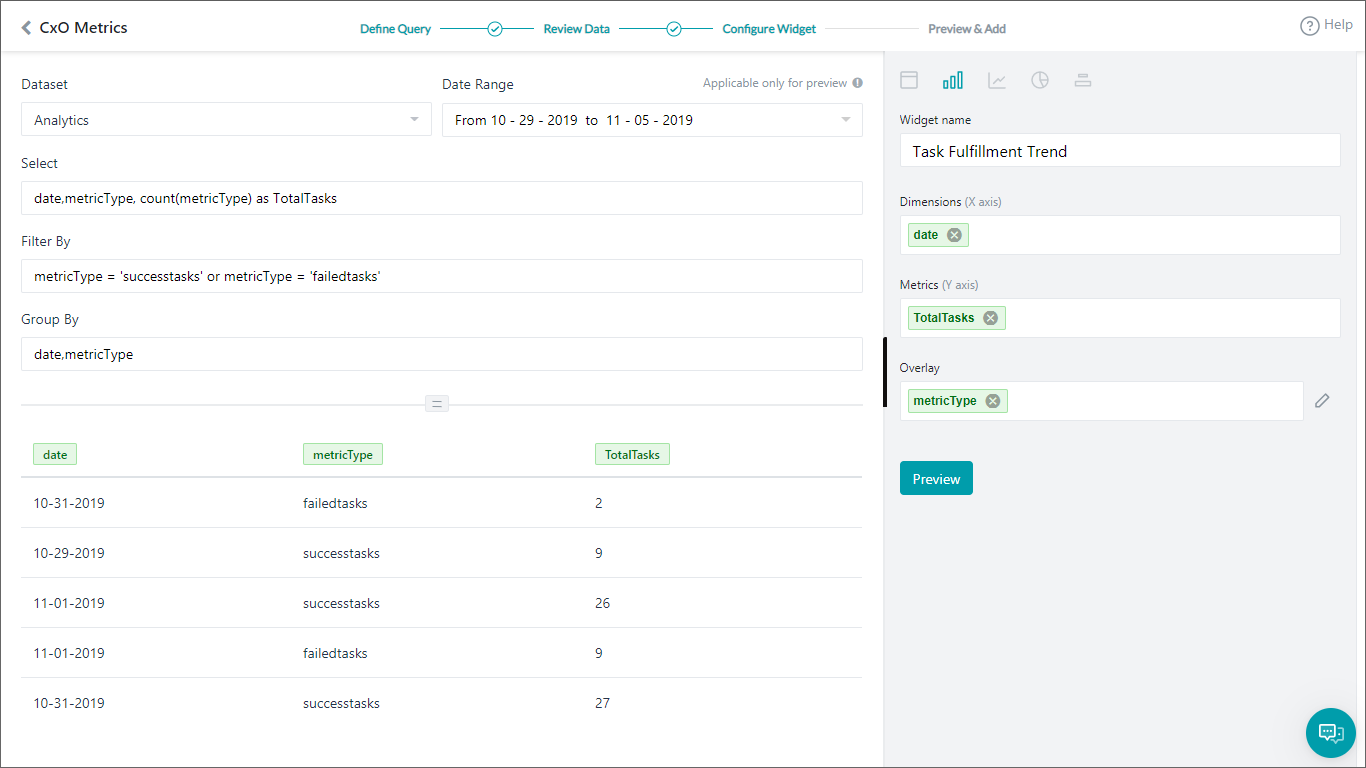 CxO Metrics
Define Query
Review Data
Configure Widget
Preview & Add
Help
Dataset
Analytics
Date Range
Applicable only for preview
From 10 - 29 - 2019 to 11 - 05 - 2019
Select
date,metricType, count(metricType) as TotalTasks
Filter By
metricType = 'successtasks' or metricType = 'failedtasks'
Group By
date,metricType
date metricType TotalTasks
10-31-2019 failedtasks 2
10-29-2019 successtasks 9
11-01-2019 successtasks 26
11-01-2019 failedtasks 9
10-31-2019 successtasks 27
Widget name
Task Fulfillment Trend
Dimensions (X axis)
date
Metrics (Y axis)
TotalTasks
Overlay
metricType
Preview